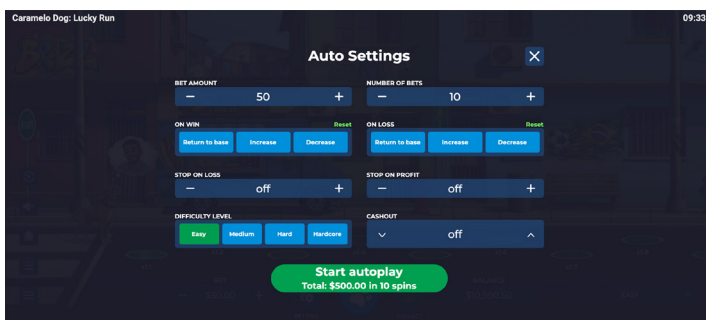 Caramelo Dog: Lucky Run
09:33
Auto Settings
BET AMOUNT
NUMBER OF BETS
− 50 +
− 10 +
ON WIN
Reset
ON LOSS
Reset
Return to base
Increase
Decrease
Return to base
Increase
Decrease
STOP ON LOSS
STOP ON PROFIT
− off +
− off +
DIFFICULTY LEVEL
CASHOUT
Easy
Medium
Hard
Hardcore
off
Start autoplay
Total: $500.00 in 10 spins